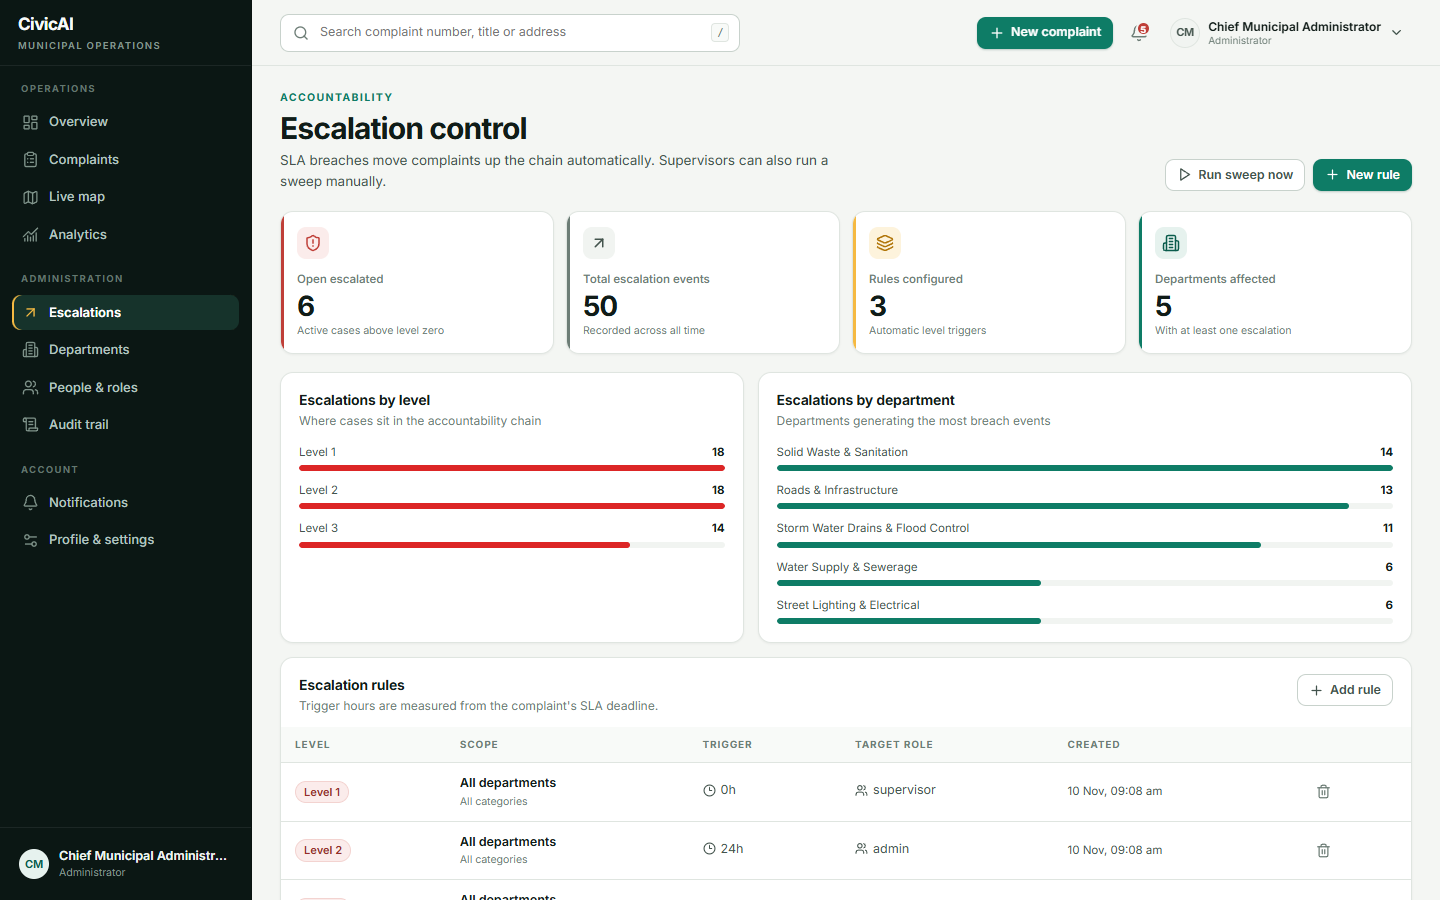 CivicAI
MUNICIPAL OPERATIONS
OPERATIONS
Overview
Complaints
Live map
Analytics
ADMINISTRATION
Escalations
Departments
People & roles
Audit trail
ACCOUNT
Notifications
Profile & settings
CM
Chief Municipal Administr...
Administrator
Search complaint number, title or address
/
New complaint
5
CM
Chief Municipal Administrator
Administrator
ACCOUNTABILITY
Escalation control
SLA breaches move complaints up the chain automatically. Supervisors can also run a
sweep manually.
Run sweep now
New rule
Open escalated
6
Active cases above level zero
Total escalation events
50
Recorded across all time
Rules configured
3
Automatic level triggers
Departments affected
5
With at least one escalation
Escalations by level
Where cases sit in the accountability chain
Level 1 18
Level 2 18
Level 3 14
Escalations by department
Departments generating the most breach events
Solid Waste & Sanitation 14
Roads & Infrastructure 13
Storm Water Drains & Flood Control 11
Water Supply & Sewerage 6
Street Lighting & Electrical 6
Escalation rules
Trigger hours are measured from the complaint's SLA deadline.
Add rule
LEVEL SCOPE TRIGGER TARGET ROLE CREATED
Level 1 All departments 0h supervisor 10 Nov, 09:08 am
All categories
Level 2 All departments 24h admin 10 Nov, 09:08 am
All categories
All departments